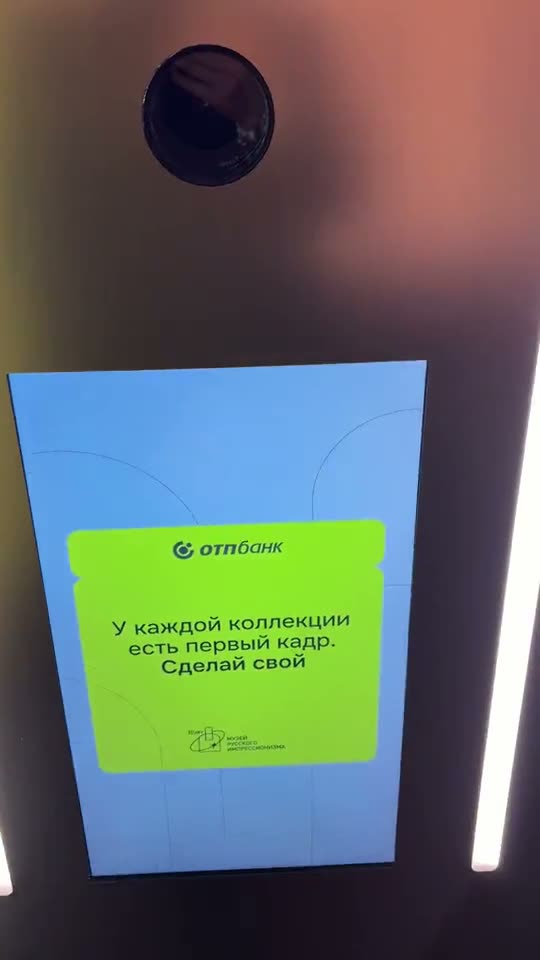 отпбанк
У каждой коллекции
есть первый кадр.
Сделай свой
МУЗЕЙ
РУССКОГО
ИМПРЕССИОНИЗМА